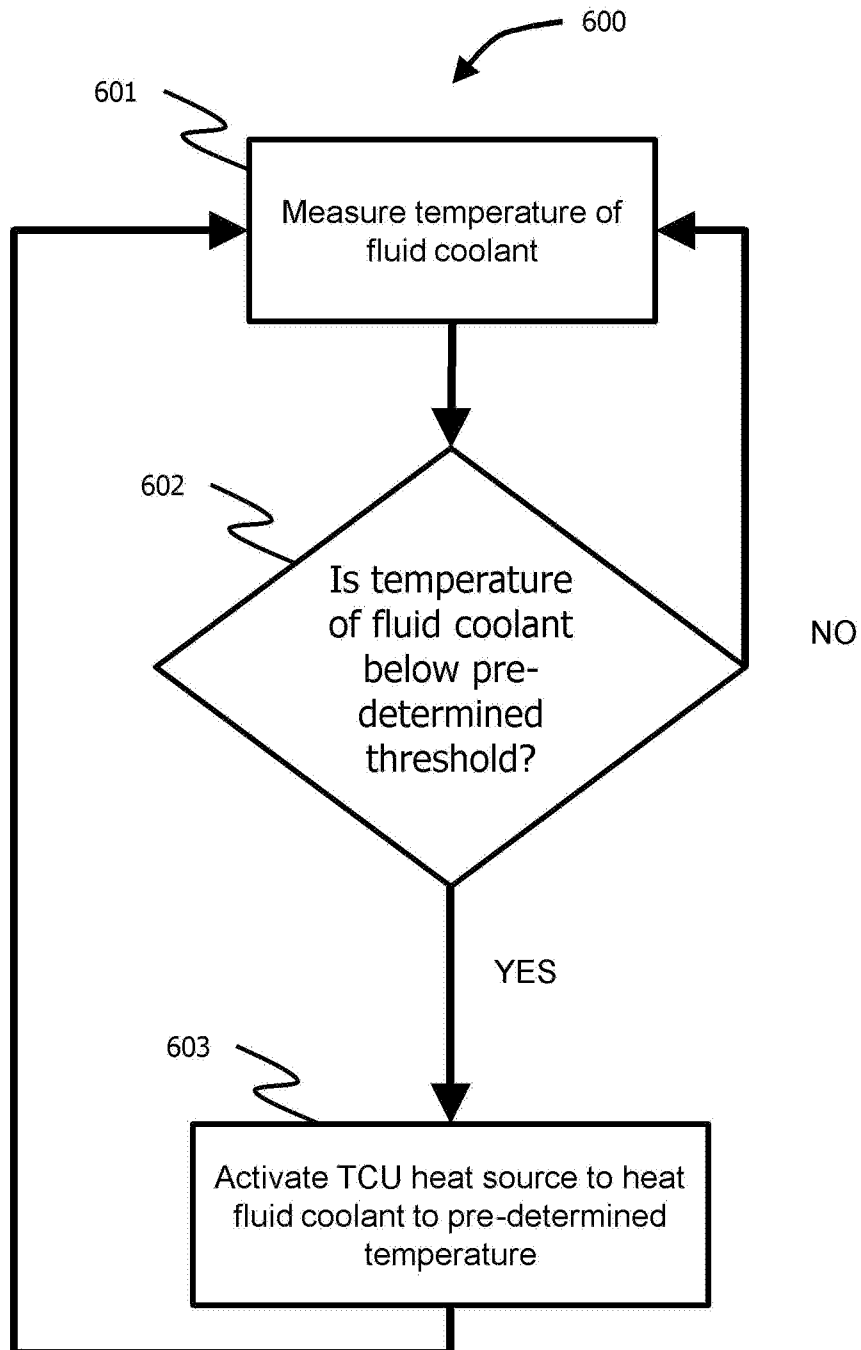 600
601
Measure temperature of
fluid coolant
602
Is temperature
of fluid coolant
below pre-
determined
threshold?
NO
YES
603
Activate TCU heat source to heat
fluid coolant to pre-determined
temperature